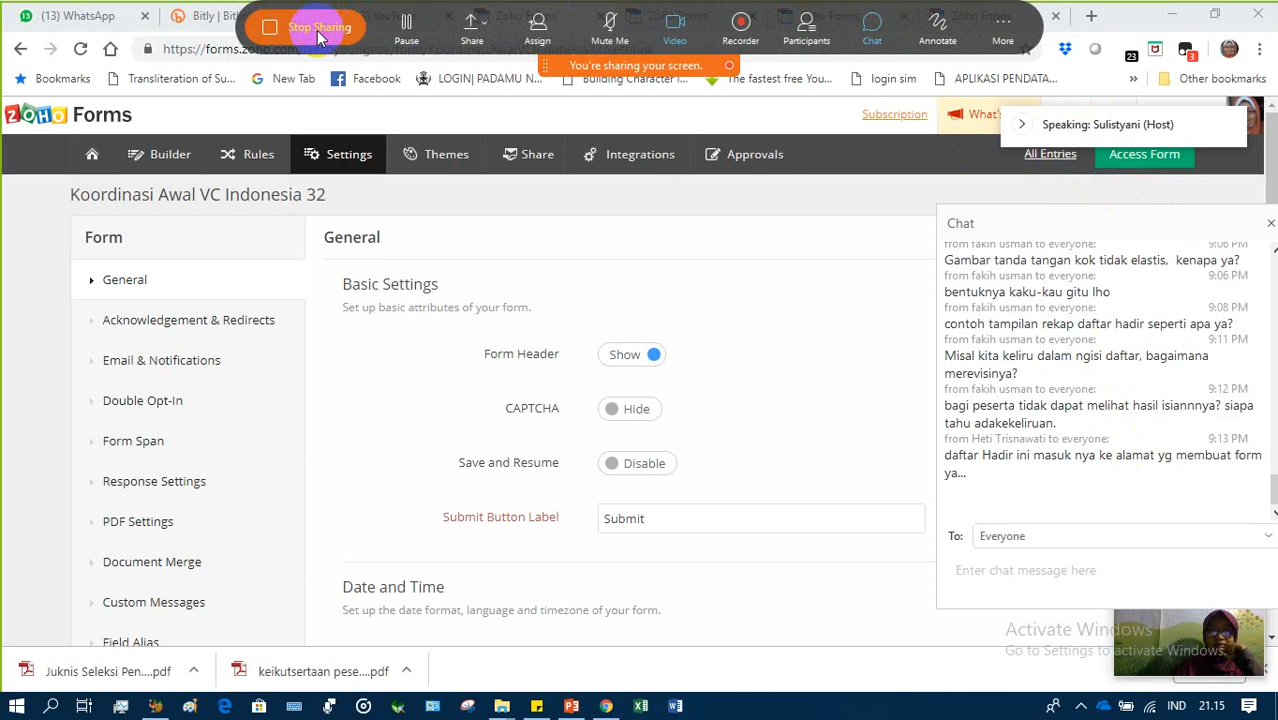 (13) WhatsApp
Bitly | Bitl
Stop Sharing
Pause
Share
Assign
Mute Me
Video
Recorder
Participants
Chat
Annotate
More
https://forms.zoho.com
You're sharing your screen.
23
3
Bookmarks
Transliteration of Su...
New Tab
Facebook
LOGIN| PADAMU N...
Building Character
The fastest free You...
login sim
APLIKASI PENDATA...
»
Other bookmarks
ZOHO Forms
Subscription
What's
Speaking: Sulistyani (Host)
Builder
Rules
Settings
Themes
Share
Integrations
Approvals
All Entries
Access Form
Koordinasi Awal VC Indonesia 32
Form
General
Acknowledgement & Redirects
Email & Notifications
Double Opt-In
Form Span
Response Settings
PDF Settings
Document Merge
Custom Messages
Field Alias
General
Basic Settings
Set up basic attributes of your form.
Form Header
Show
CAPTCHA
Hide
Save and Resume
Disable
Submit Button Label
Submit
Date and Time
Set up the date format, language and timezone of your form.
Chat
from fakih usman to everyone: 9:06 PM
Gambar tanda tangan kok tidak elastis, kenapa ya?
from fakih usman to everyone: 9:06 PM
bentuknya kaku-kau gitu lho
from fakih usman to everyone: 9:08 PM
contoh tampilan rekap daftar hadir seperti apa ya?
from fakih usman to everyone: 9:11 PM
Misal kita keliru dalam ngisi daftar, bagaimana
merevisinya?
from fakih usman to everyone: 9:12 PM
bagi peserta tidak dapat melihat hasil isiannnya? siapa
tahu adakekeliruan.
from Heti Trisnawati to everyone: 9:13 PM
daftar Hadir ini masuk nya ke alamat yg membuat form
ya...
To: Everyone
Enter chat message here
Activate Windows
Go to Settings to activate Windows.
Juknis Seleksi Pen....pdf
keikutsertaan pese....pdf
IND
21.15